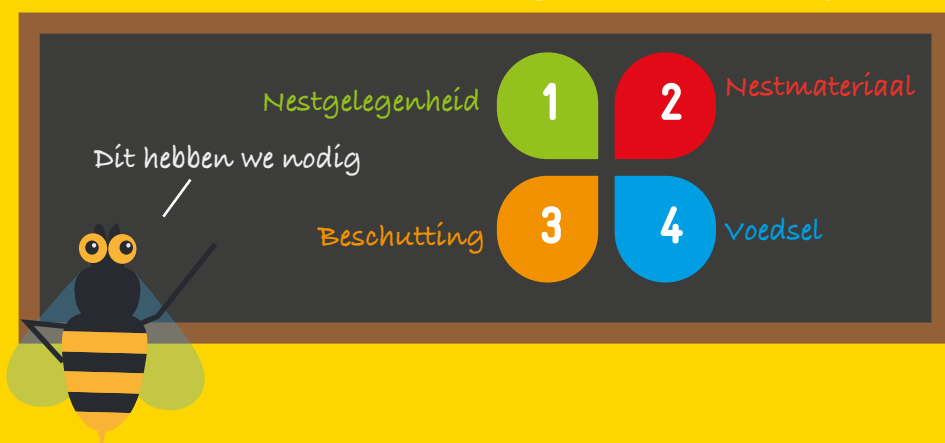 Dit hebben we nodig
Nestgelegenheid
1
2
Nestmateriaal
Beschutting
3
4
Voedsel